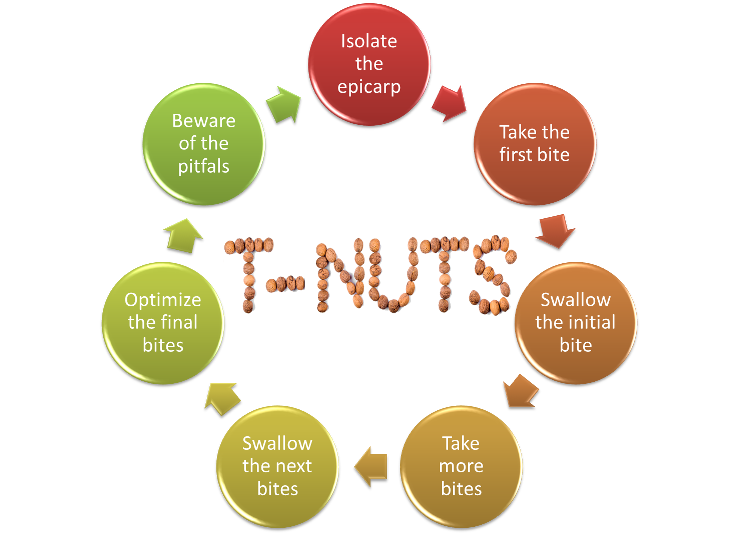 Isolate
the
epicarp
Take the
first bite
Swallow
the initial
bite
Take
more
bites
Swallow
the next
bites
Optimize
the final
bites
Beware
of the
pitfals
T-NUTS